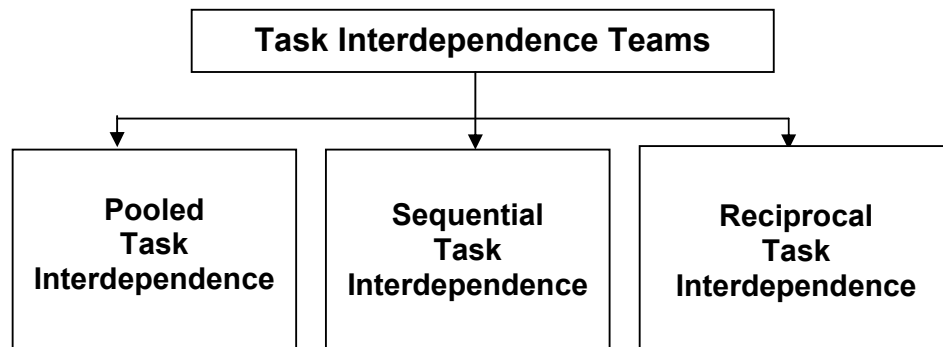 Task Interdependence Teams
Pooled
Task
Interdependence
Sequential
Task
Interdependence
Reciprocal
Task
Interdependence